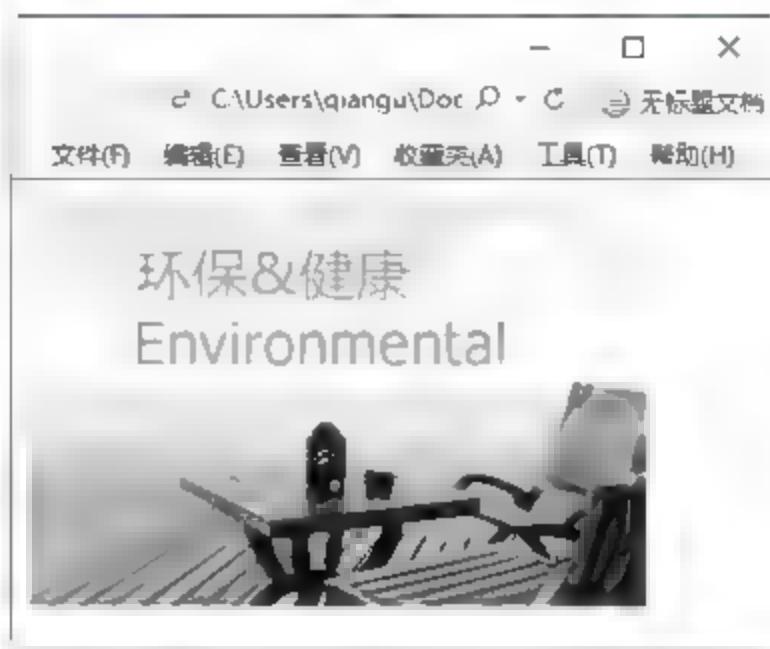 C:\Users\qiangu\Doc 无标题文档
文件(F) 编辑(E) 查看(V) 收藏夹(A) 工具(T) 帮助(H)
环保&健康
Environmental